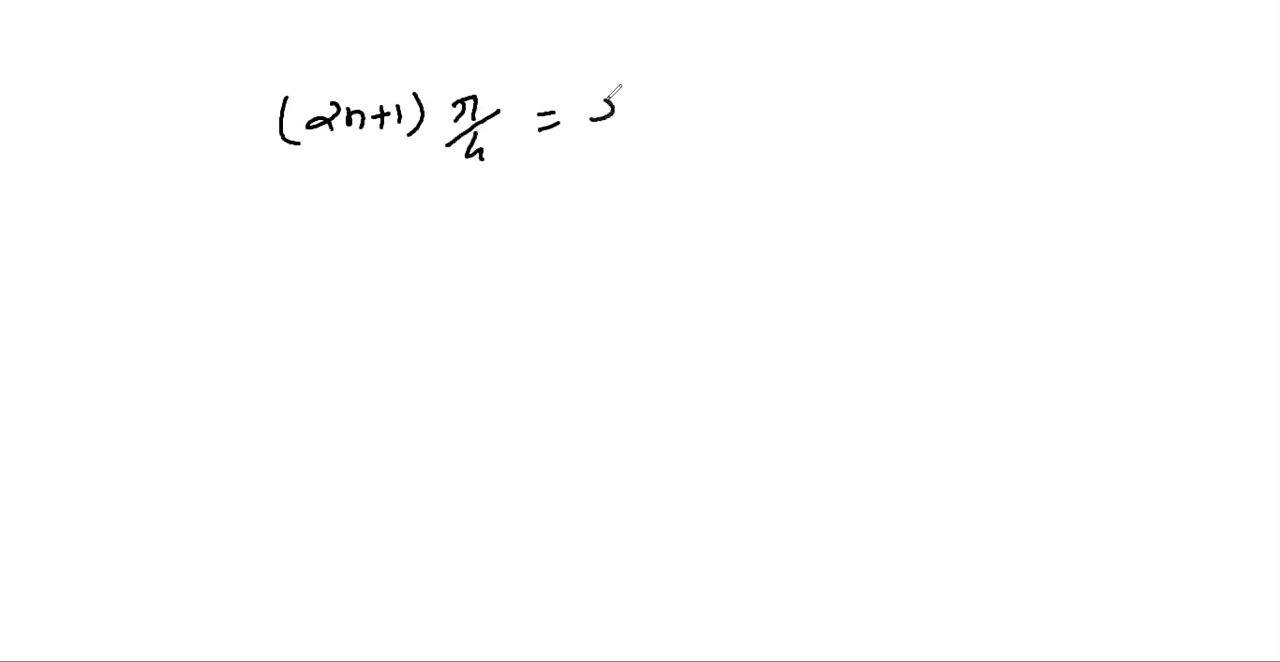 (2n+1) π/4 =